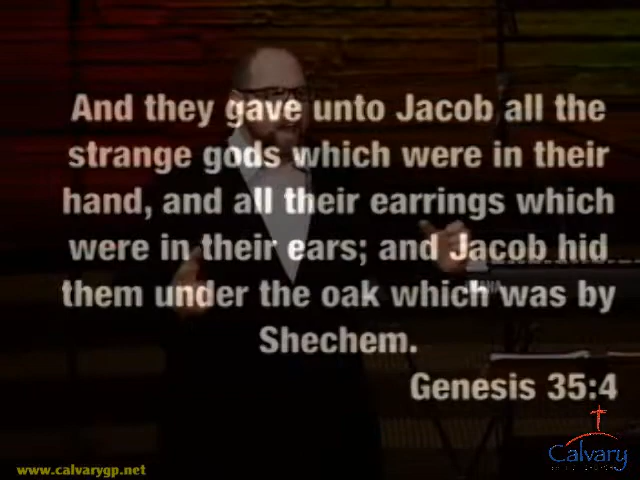 And they gave unto Jacob all the
strange gods which were in their
hand, and all their earrings which
were in their ears; and Jacob hid
them under the oak which was by
Shechem.
Genesis 35:4
Calvary
www.calvarygp.net